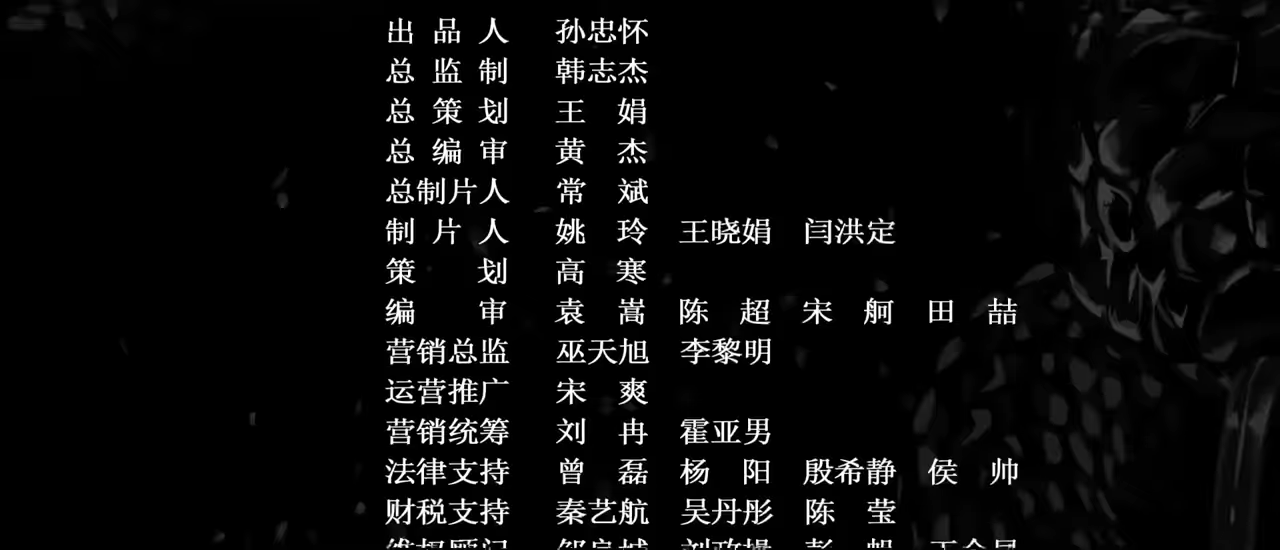 出品人 孙忠怀
总监制 韩志杰
总策划 王娟
总编审 黄杰
总制片人 常斌
制片人 姚玲 王晓娟 闫洪定
策划 高寒
编审 袁嵩 陈超 宋舸 田喆
营销总监 巫天旭 李黎明
运营推广 宋爽
营销统筹 刘冉 霍亚男
法律支持 曾磊 杨阳 殷希静 侯帅
财税支持 秦艺航 吴丹彤 陈莹